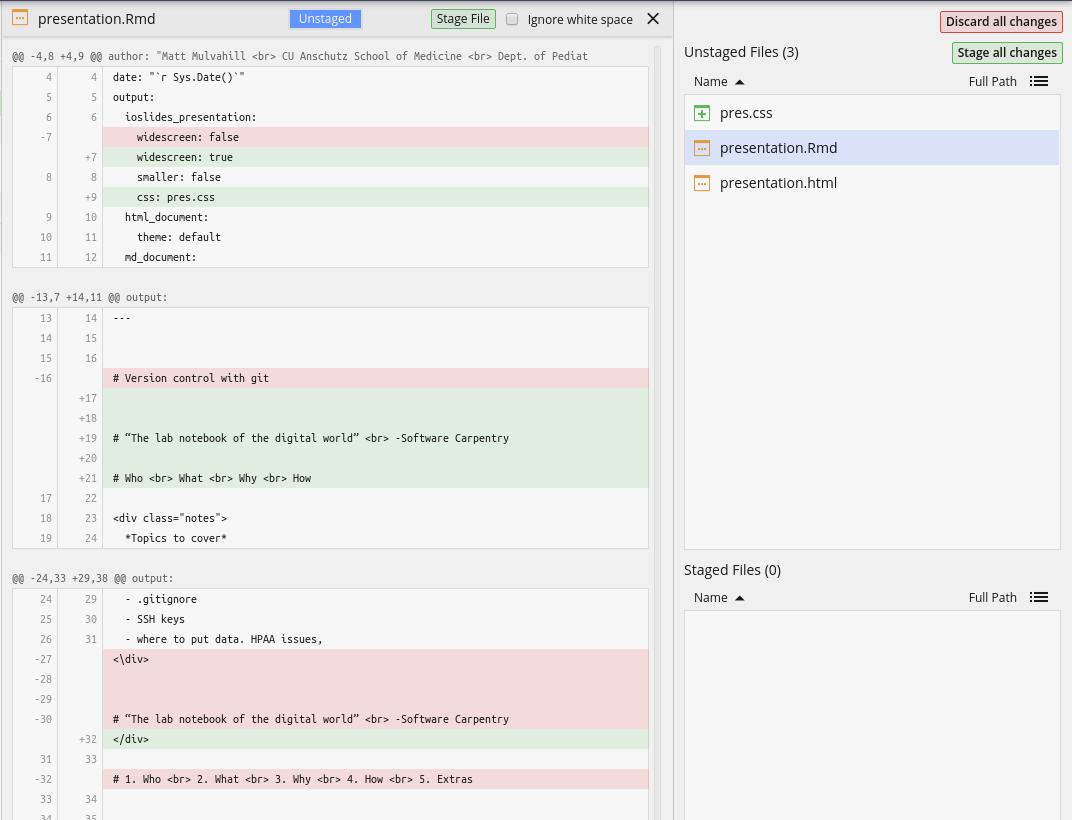 presentation.Rmd Unstaged Stage File Ignore white space
Discard all changes
Unstaged Files (3) Stage all changes
Name Full Path
pres.css
presentation.Rmd
presentation.html
Staged Files (0)
Name Full Path
@@ -4,8 +4,9 @@ author: "Matt Mulvahill <br> CU Anschutz School of Medicine <br> Dept. of Pediat
4 4 date: "`r Sys.Date()`"
5 5 output:
6 6 ioslides_presentation:
-7 widescreen: false
+7 widescreen: true
8 8 smaller: false
+9 css: pres.css
9 10 html_document:
10 11 theme: default
11 12 md_document:
@@ -13,7 +14,11 @@ output:
13 14 ---
14 15
15 16
-16 # Version control with git
+17
+18
+19 # “The lab notebook of the digital world” <br> -Software Carpentry
+20
+21 # Who <br> What <br> Why <br> How
17 22
18 23 <div class="notes">
19 24 *Topics to cover*
@@ -24,33 +29,38 @@ output:
24 29 - .gitignore
25 30 - SSH keys
26 31 - where to put data. HPAA issues,
-27 <\div>
-28
-29
-30 # “The lab notebook of the digital world” <br> -Software Carpentry
+32 </div>
31 33
-32 # 1. Who <br> 2. What <br> 3. Why <br> 4. How <br> 5. Extras
33 34
34 35